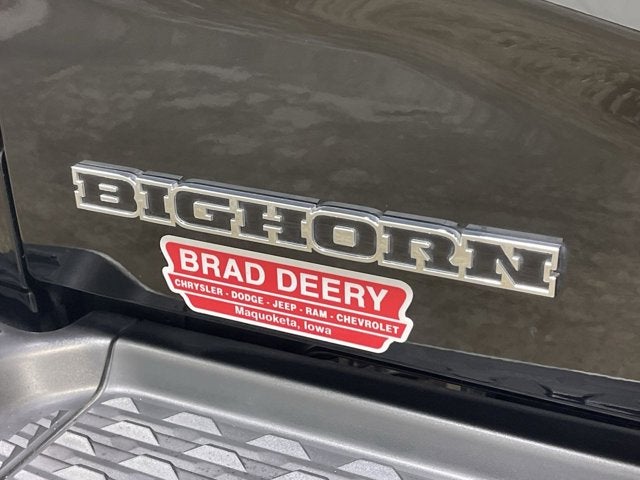 BIGHORN
BRAD DEERY
CHRYSLER - DODGE - JEEP - RAM - CHEVROLET
Maquoketa, Iowa